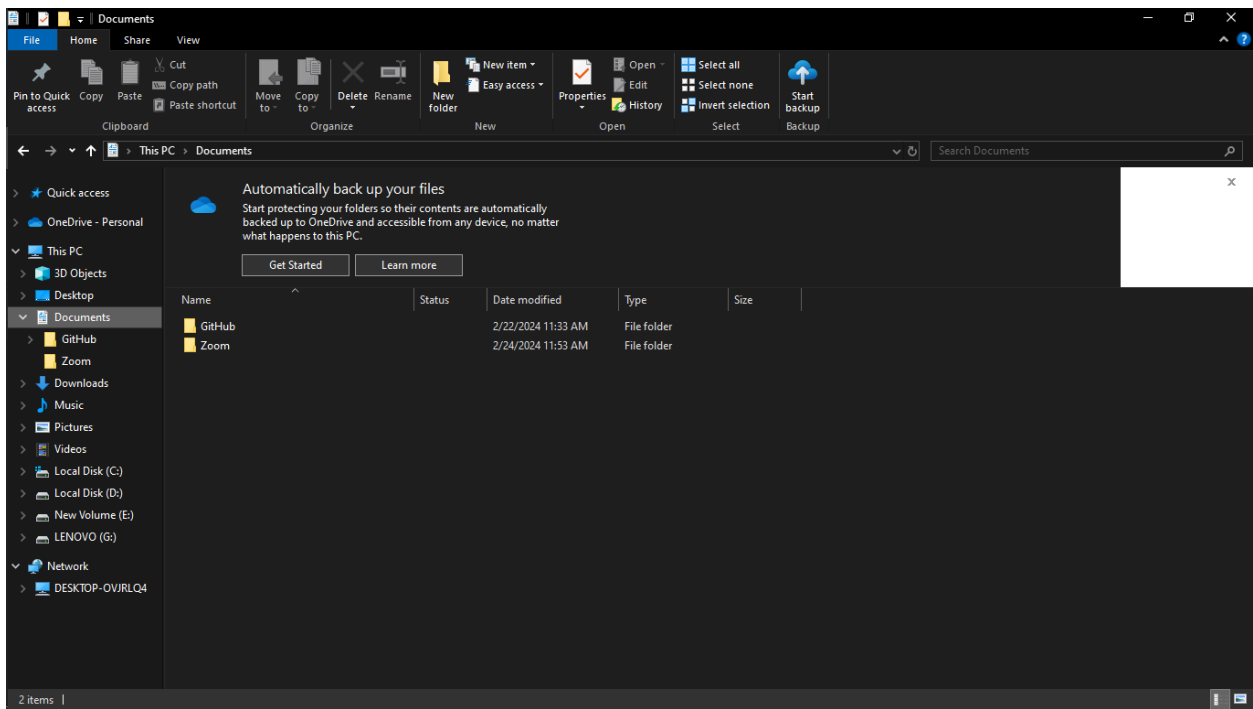 Documents
File Home Share View
Pin to Quick access
Copy
Paste
Cut
Copy path
Paste shortcut
Clipboard
Move to
Copy to
Delete
Rename
Organize
New folder
New item
Easy access
New
Properties
Open
Edit
History
Open
Select all
Select none
Invert selection
Select
Start backup
Backup
This PC > Documents
Search Documents
Quick access
OneDrive - Personal
This PC
3D Objects
Desktop
Documents
GitHub
Zoom
Downloads
Music
Pictures
Videos
Local Disk (C:)
Local Disk (D:)
New Volume (E:)
LENOVO (G:)
Network
DESKTOP-OVJRLQ4
Automatically back up your files
Start protecting your folders so their contents are automatically
backed up to OneDrive and accessible from any device, no matter
what happens to this PC.
Get Started Learn more
Name Status Date modified Type Size
GitHub 2/22/2024 11:33 AM File folder
Zoom 2/24/2024 11:53 AM File folder
2 items